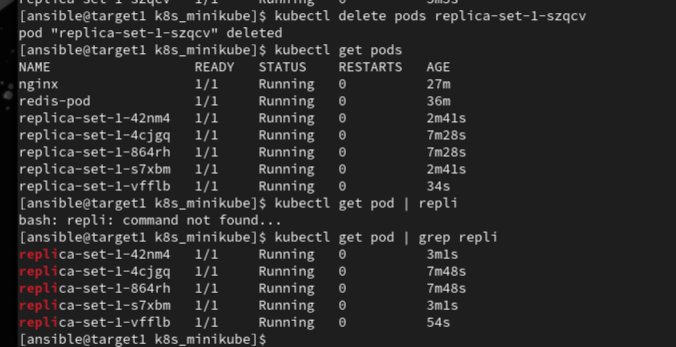 [ansible@target1 k8s_minikube]$ kubectl delete pods replica-set-1-szqcv
pod "replica-set-1-szqcv" deleted
[ansible@target1 k8s_minikube]$ kubectl get pods
NAME READY STATUS RESTARTS AGE
nginx 1/1 Running 0 27m
redis-pod 1/1 Running 0 36m
replica-set-1-42nm4 1/1 Running 0 2m41s
replica-set-1-4cjgq 1/1 Running 0 7m28s
replica-set-1-864rh 1/1 Running 0 7m28s
replica-set-1-s7xbm 1/1 Running 0 2m41s
replica-set-1-vfflb 1/1 Running 0 34s
[ansible@target1 k8s_minikube]$ kubectl get pod | repli
bash: repli: command not found...
[ansible@target1 k8s_minikube]$ kubectl get pod | grep repli
replica-set-1-42nm4 1/1 Running 0 3m1s
replica-set-1-4cjgq 1/1 Running 0 7m48s
replica-set-1-864rh 1/1 Running 0 7m48s
replica-set-1-s7xbm 1/1 Running 0 3m1s
replica-set-1-vfflb 1/1 Running 0 54s
[ansible@target1 k8s_minikube]$